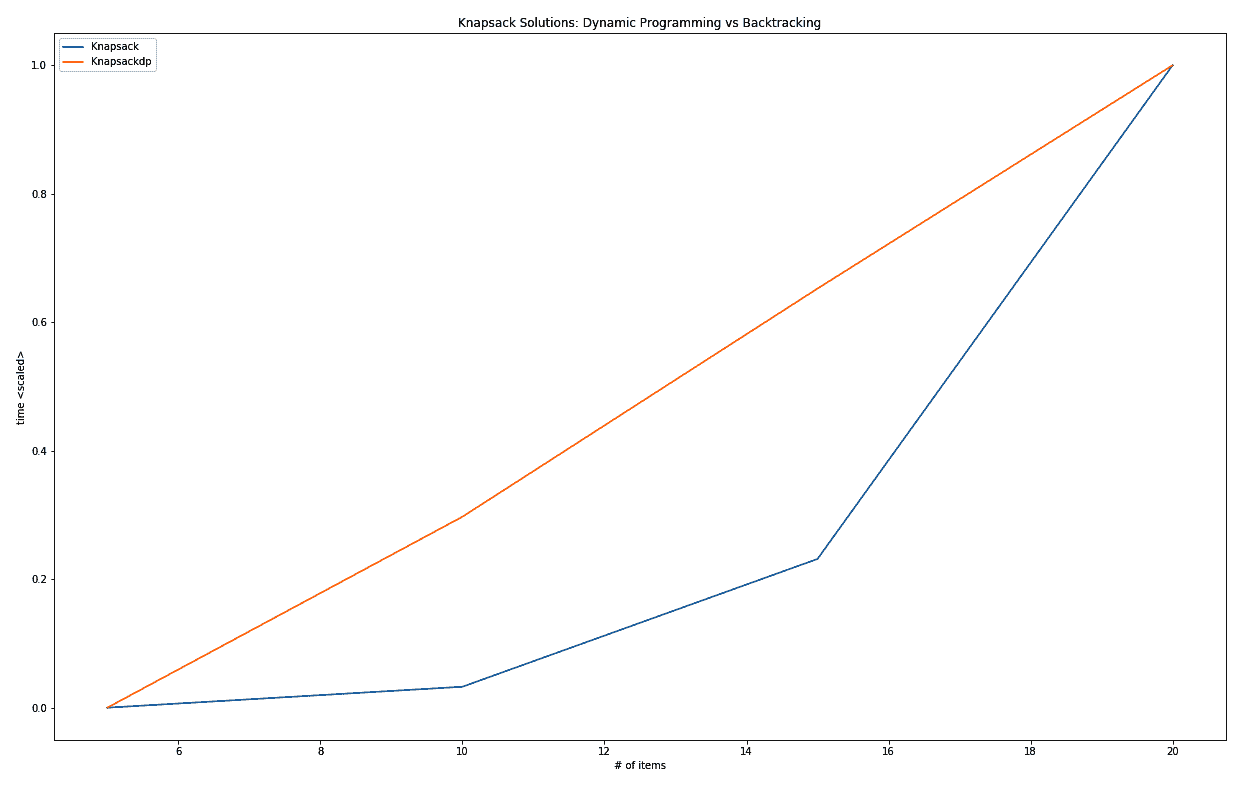 Knapsack Solutions: Dynamic Programming vs Backtracking
Knapsack
Knapsackdp
1.0
0.8
0.6
0.4
0.2
0.0
time <scaled>
6 8 10 12 14 16 18 20
# of items